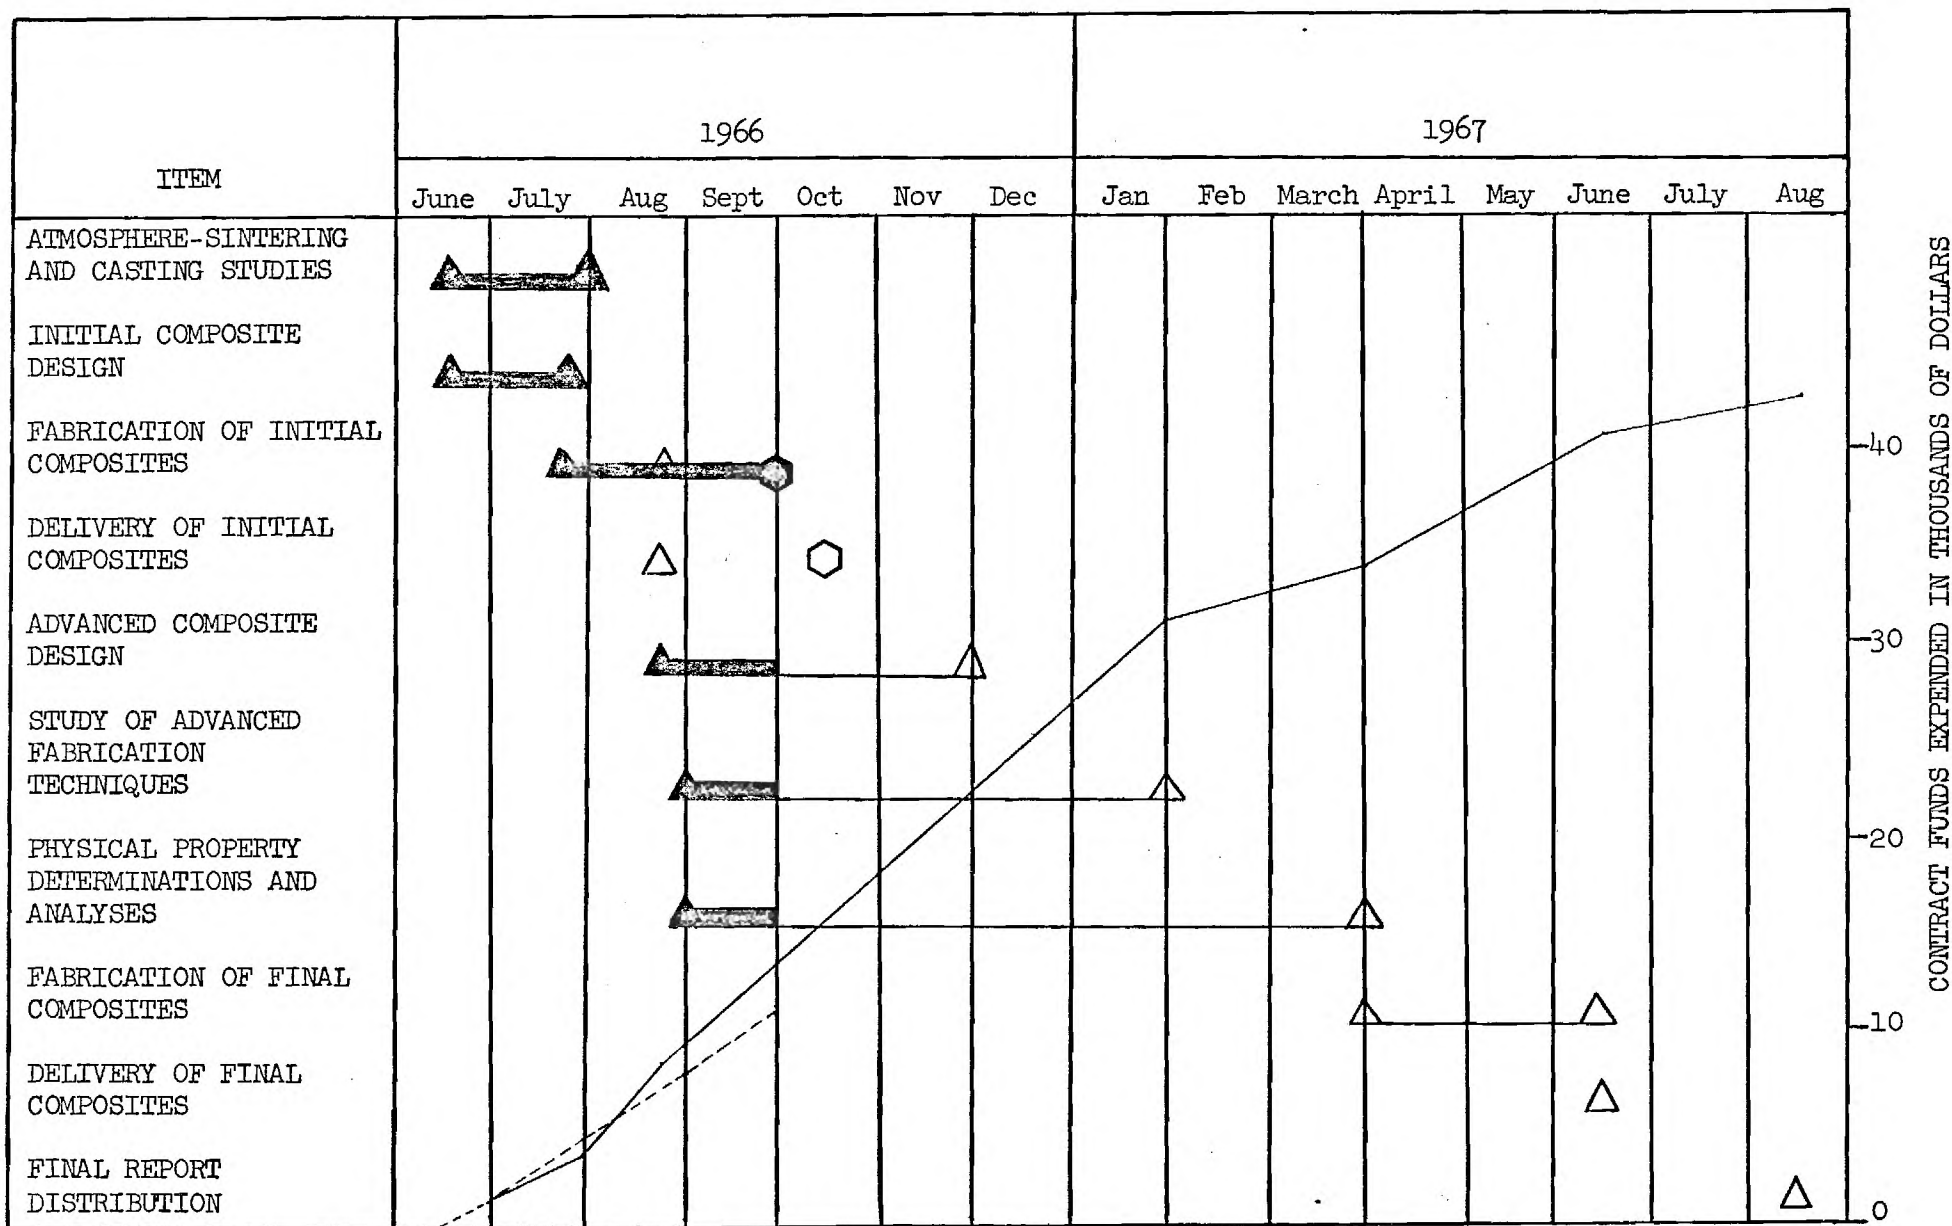 1966
1967
ITEM
June July Aug Sept Oct Nov Dec Jan Feb March April May June July Aug
ATMOSPHERE-SINTERING
AND CASTING STUDIES
INITIAL COMPOSITE
DESIGN
FABRICATION OF INITIAL
COMPOSITES
DELIVERY OF INITIAL
COMPOSITES
ADVANCED COMPOSITE
DESIGN
STUDY OF ADVANCED
FABRICATION
TECHNIQUES
PHYSICAL PROPERTY
DETERMINATIONS AND
ANALYSES
FABRICATION OF FINAL
COMPOSITES
DELIVERY OF FINAL
COMPOSITES
FINAL REPORT
DISTRIBUTION
40
30
20
10
0
CONTRACT FUNDS EXPENDED IN THOUSANDS OF DOLLARS